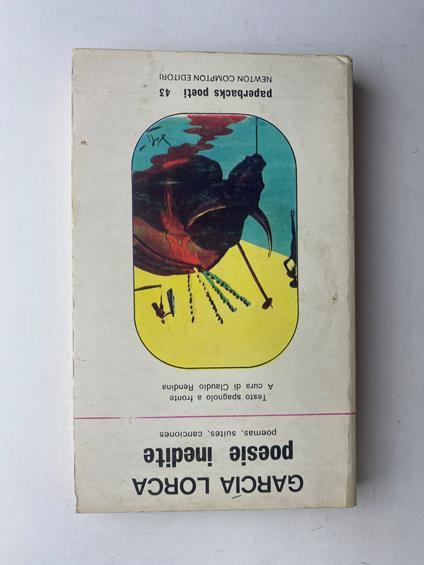 GARCÍA LORCA
poesie inedite
poemas, suites, canciones
Testo spagnolo a fronte
A cura di Claudio Rendina
paperbacks poeti 43
NEWTON COMPTON EDITORI